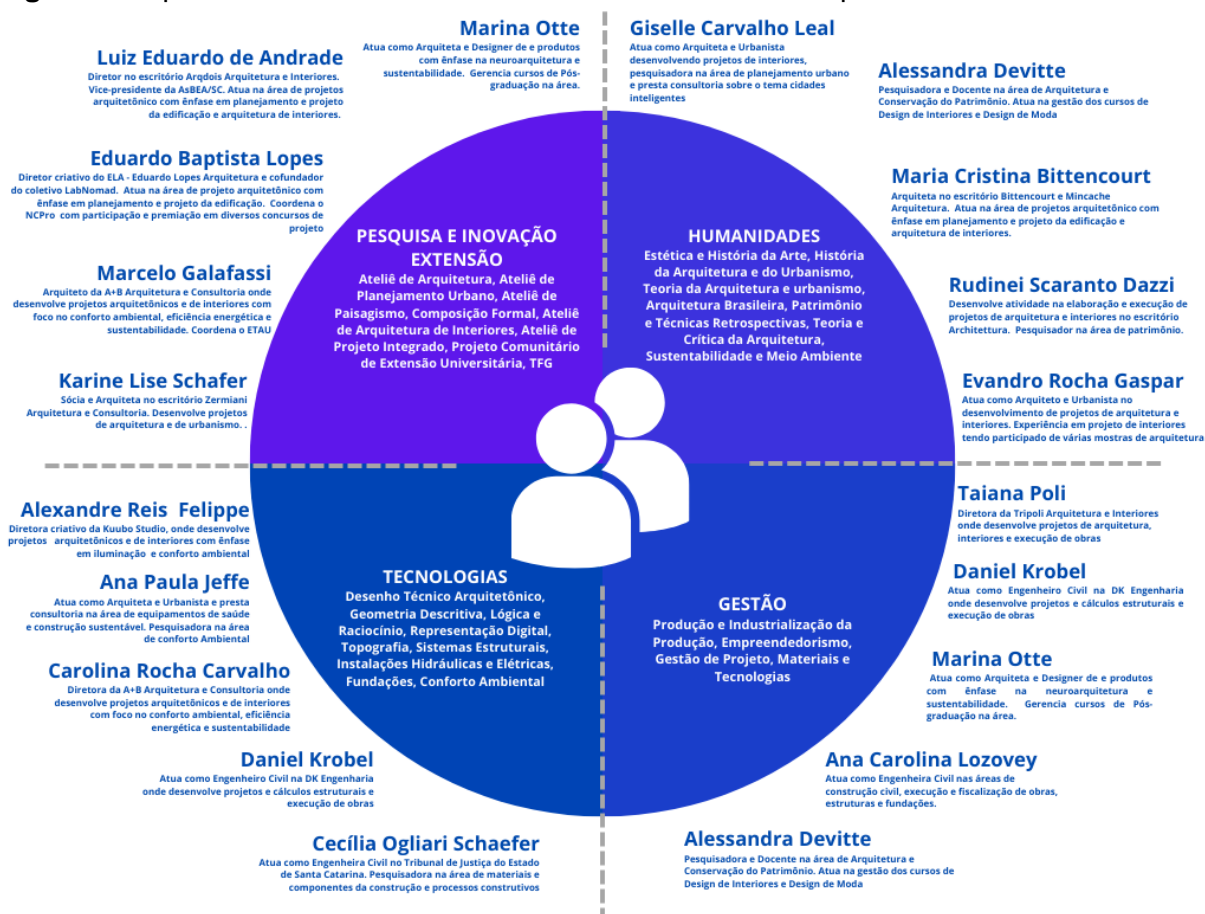 Marina Otte
Atua como Arquiteta e Designer de e produtos
com ênfase na neuroarquitetura e
sustentabilidade. Gerencia cursos de Pós-
graduação na área.
Luiz Eduardo de Andrade
Diretor no escritório Arqdois Arquitetura e Interiores.
Vice-presidente da AsBEA/SC. Atua na área de projetos
arquitetônico com ênfase em planejamento e projeto
da edificação e arquitetura de interiores.
Eduardo Baptista Lopes
Diretor criativo do ELA - Eduardo Lopes Arquitetura e cofundador
do coletivo LabNomad. Atua na área de projeto arquitetônico com
ênfase em planejamento e projeto da edificação. Coordena o
NCPro com participação e premiação em diversos concursos de
projeto
Marcelo Galafassi
Arquiteto da A+B Arquitetura e Consultoria onde
desenvolve projetos arquitetônicos e de interiores com
foco no conforto ambiental, eficiência energética e
sustentabilidade. Coordena o ETAU
Karine Lise Schafer
Sócia e Arquiteta no escritório Zermiani
Arquitetura e Consultoria. Desenvolve projetos
de arquitetura e de urbanismo. .
PESQUISA E INOVAÇÃO
EXTENSÃO
Ateliê de Arquitetura, Ateliê de
Planejamento Urbano, Ateliê de
Paisagismo, Composição Formal, Ateliê
de Arquitetura de Interiores, Ateliê de
Projeto Integrado, Projeto Comunitário
de Extensão Universitária, TFG
Giselle Carvalho Leal
Atua como Arquiteta e Urbanista
desenvolvendo projetos de interiores,
pesquisadora na área de planejamento urbano
e presta consultoria sobre o tema cidades
inteligentes
Alessandra Devitte
Pesquisadora e Docente na área de Arquitetura e
Conservação do Patrimônio. Atua na gestão dos cursos de
Design de Interiores e Design de Moda
Maria Cristina Bittencourt
Arquiteta no escritório Bittencourt e Mincache
Arquitetura. Atua na área de projetos arquitetônico com
ênfase em planejamento e projeto da edificação e
arquitetura de interiores.
Rudinei Scaranto Dazzi
Desenvolve atividade na elaboração e execução de
projetos de arquitetura e interiores no escritório
Architettura. Pesquisador na área de patrimônio.
Evandro Rocha Gaspar
Atua como Arquiteto e Urbanista no
desenvolvimento de projetos de arquitetura e
interiores. Experiência em projeto de interiores
tendo participado de várias mostras de arquitetura
HUMANIDADES
Estética e História da Arte, História
da Arquitetura e do Urbanismo,
Teoria da Arquitetura e urbanismo,
Arquitetura Brasileira, Patrimônio
e Técnicas Retrospectivas, Teoria e
Crítica da Arquitetura,
Sustentabilidade e Meio Ambiente
Alexandre Reis Felippe
Diretora criativo da Kuubo Studio, onde desenvolve
projetos arquitetônicos e de interiores com ênfase
em iluminação e conforto ambiental
Ana Paula Jeffe
Atua como Arquiteta e Urbanista e presta
consultoria na área de equipamentos de saúde
e construção sustentável. Pesquisadora na área
de conforto Ambiental
Carolina Rocha Carvalho
Diretora da A+B Arquitetura e Consultoria onde
desenvolve projetos arquitetônicos e de interiores
com foco no conforto ambiental, eficiência
energética e sustentabilidade
Daniel Krobel
Atua como Engenheiro Civil na DK Engenharia
onde desenvolve projetos e cálculos estruturais e
execução de obras
Cecília Ogliari Schaefer
Atua como Engenheira Civil no Tribunal de Justiça do Estado
de Santa Catarina. Pesquisadora na área de materiais e
componentes da construção e processos construtivos
TECNOLOGIAS
Desenho Técnico Arquitetônico,
Geometria Descritiva, Lógica e
Raciocínio, Representação Digital,
Topografia, Sistemas Estruturais,
Instalações Hidráulicas e Elétricas,
Fundações, Conforto Ambiental
GESTÃO
Produção e Industrialização da
Produção, Empreendedorismo,
Gestão de Projeto, Materiais e
Tecnologias
Taiana Poli
Diretora da Tripoli Arquitetura e Interiores
onde desenvolve projetos de arquitetura,
interiores e execução de obras
Daniel Krobel
Atua como Engenheiro Civil na DK Engenharia
onde desenvolve projetos e cálculos estruturais e
execução de obras
Marina Otte
Atua como Arquiteta e Designer de e produtos
com ênfase na neuroarquitetura e
sustentabilidade. Gerencia cursos de Pós-
graduação na área.
Ana Carolina Lozovey
Atua como Engenheira Civil nas áreas de
construção civil, execução e fiscalização de obras,
estruturas e fundações.
Alessandra Devitte
Pesquisadora e Docente na área de Arquitetura e
Conservação do Patrimônio. Atua na gestão dos cursos de
Design de Interiores e Design de Moda